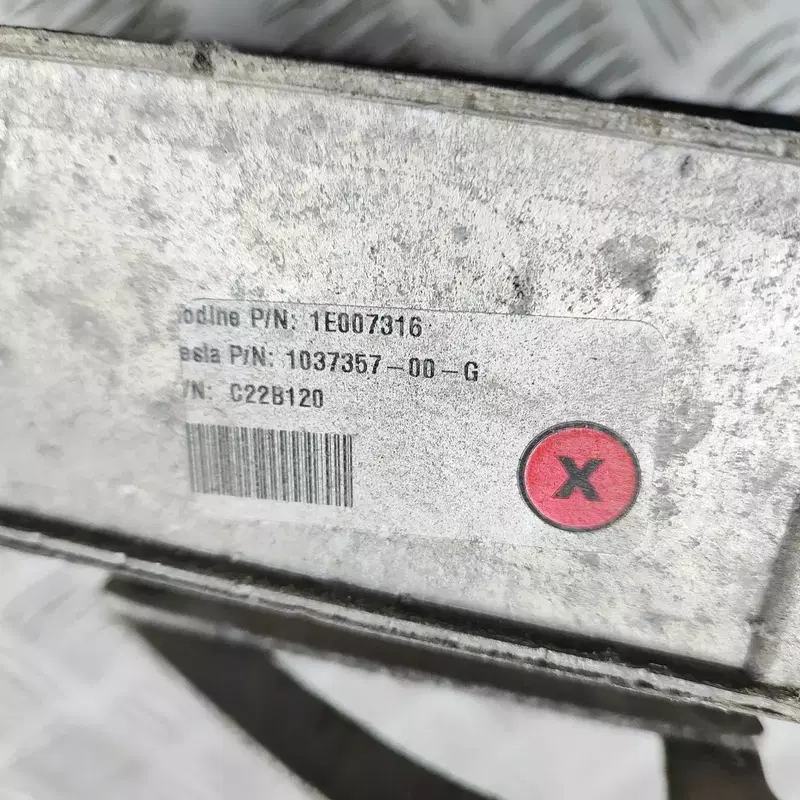 odine P/N: 1E007316
esla P/N: 1037357-00-G
/N: C22B120
X